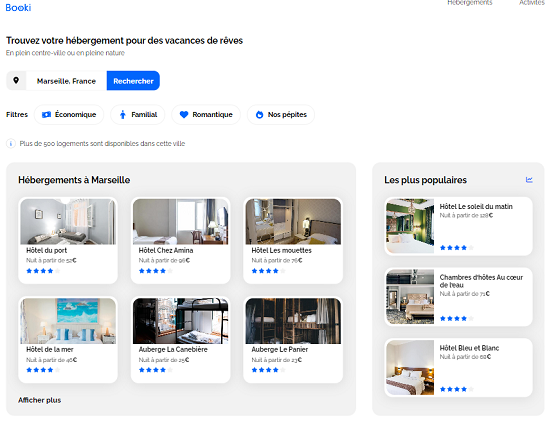 Booki
Hébergements
Activités
Trouvez votre hébergement pour des vacances de rêves
En plein centre-ville ou en pleine nature
Marseille, France
Rechercher
Filtres
Économique
Familial
Romantique
Nos pépites
Plus de 500 logements sont disponibles dans cette ville
Hébergements à Marseille
Hôtel du port
Nuit à partir de 52€
Hôtel Chez Amina
Nuit à partir de 96€
Hôtel Les mouettes
Nuit à partir de 76€
Hôtel de la mer
Nuit à partir de 46€
Auberge La Canebière
Nuit à partir de 25€
Auberge Le Panier
Nuit à partir de 23€
Afficher plus
Les plus populaires
Hôtel Le soleil du matin
Nuit à partir de 128€
Chambres d'hôtes Au cœur
de l'eau
Nuit à partir de 71€
Hôtel Bleu et Blanc
Nuit à partir de 68€